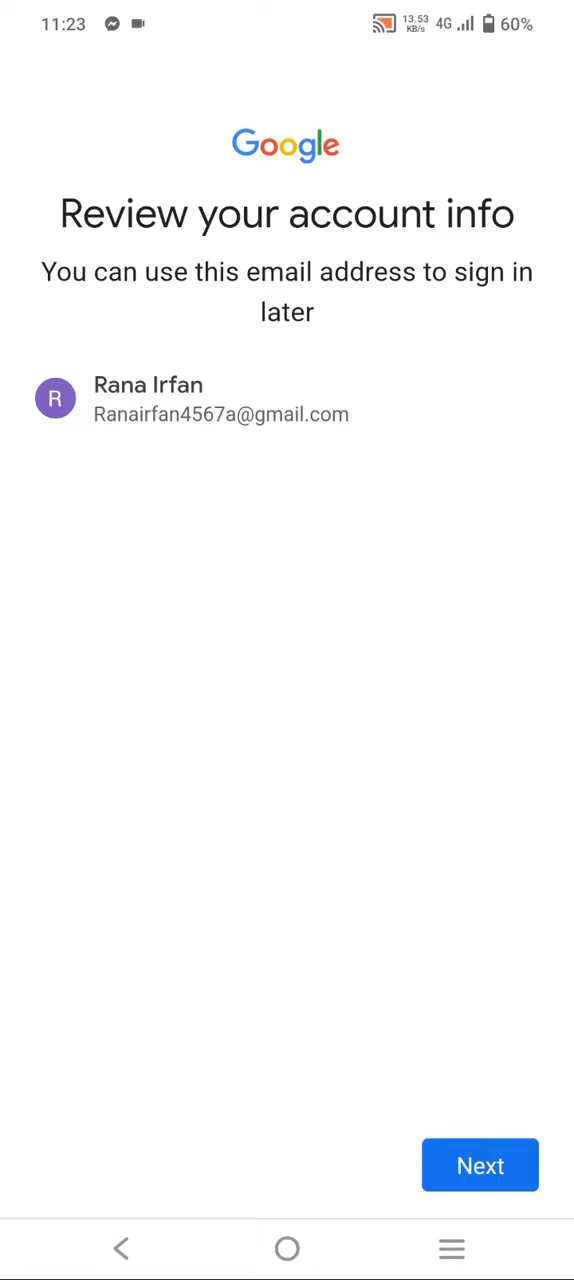 11:23
13.53
KB/s
4G
60%
Google
Review your account info
You can use this email address to sign in
later
R
Rana Irfan
Ranairfan4567a@gmail.com
Next